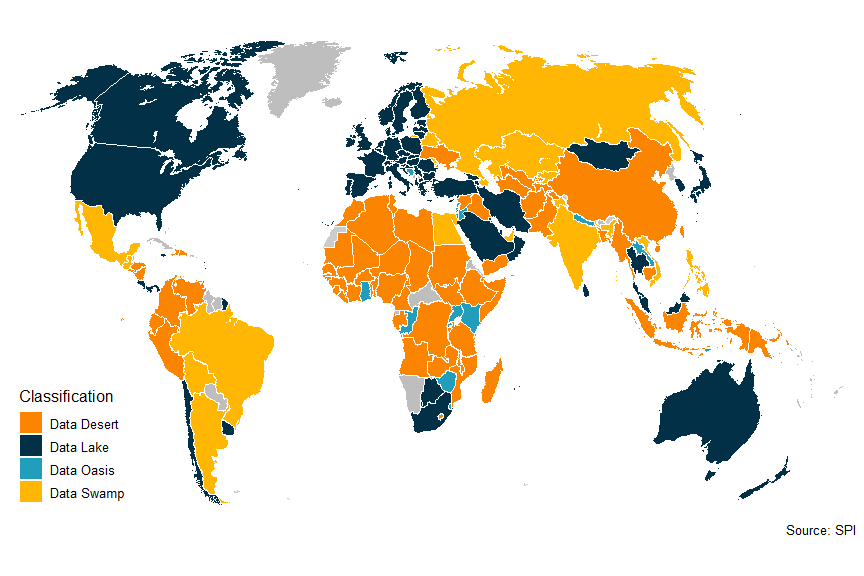 Classification
Data Desert
Data Lake
Data Oasis
Data Swamp
Source: SPI